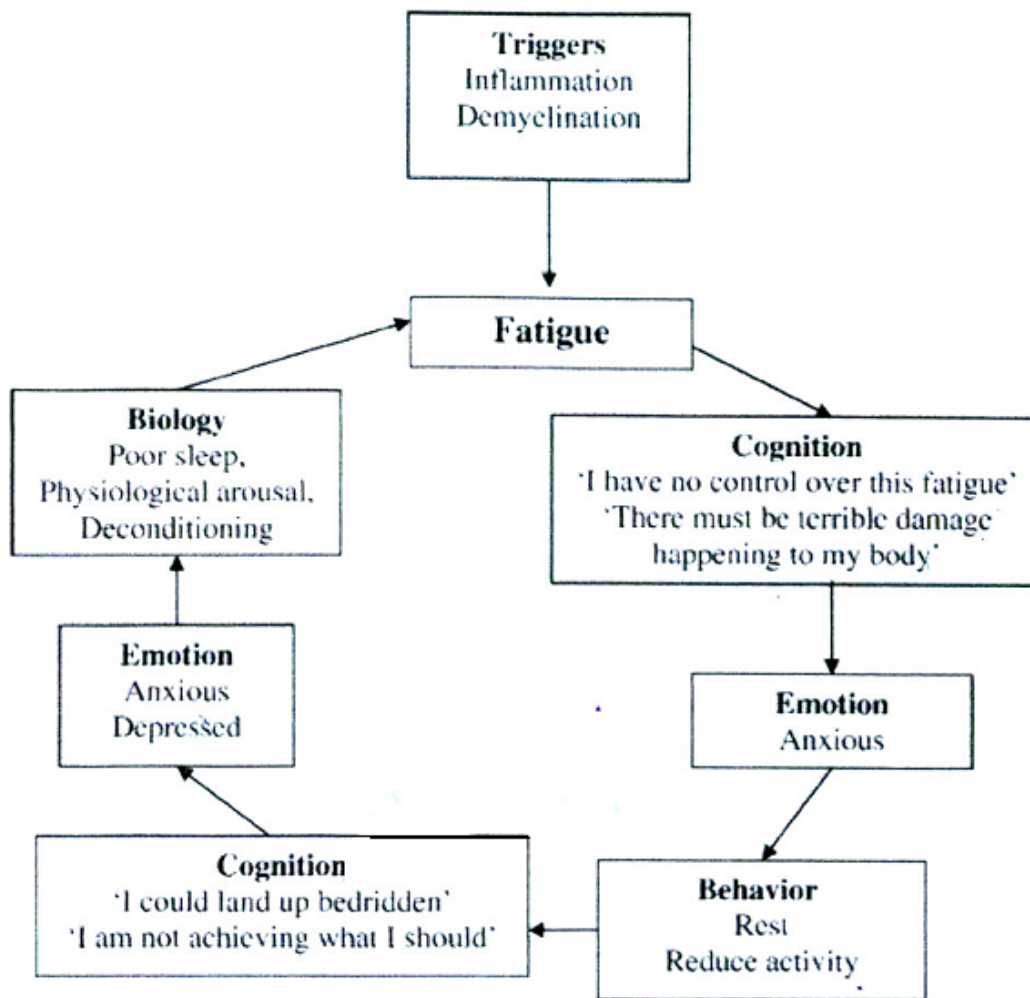 Triggers
Inflammation
Demyelination
Fatigue
Cognition
'I have no control over this fatigue'
'There must be terrible damage
happening to my body'
Emotion
Anxious
Behavior
Rest
Reduce activity
Cognition
'I could land up bedridden'
'I am not achieving what I should'
Emotion
Anxious
Depressed
Biology
Poor sleep,
Physiological arousal,
Deconditioning